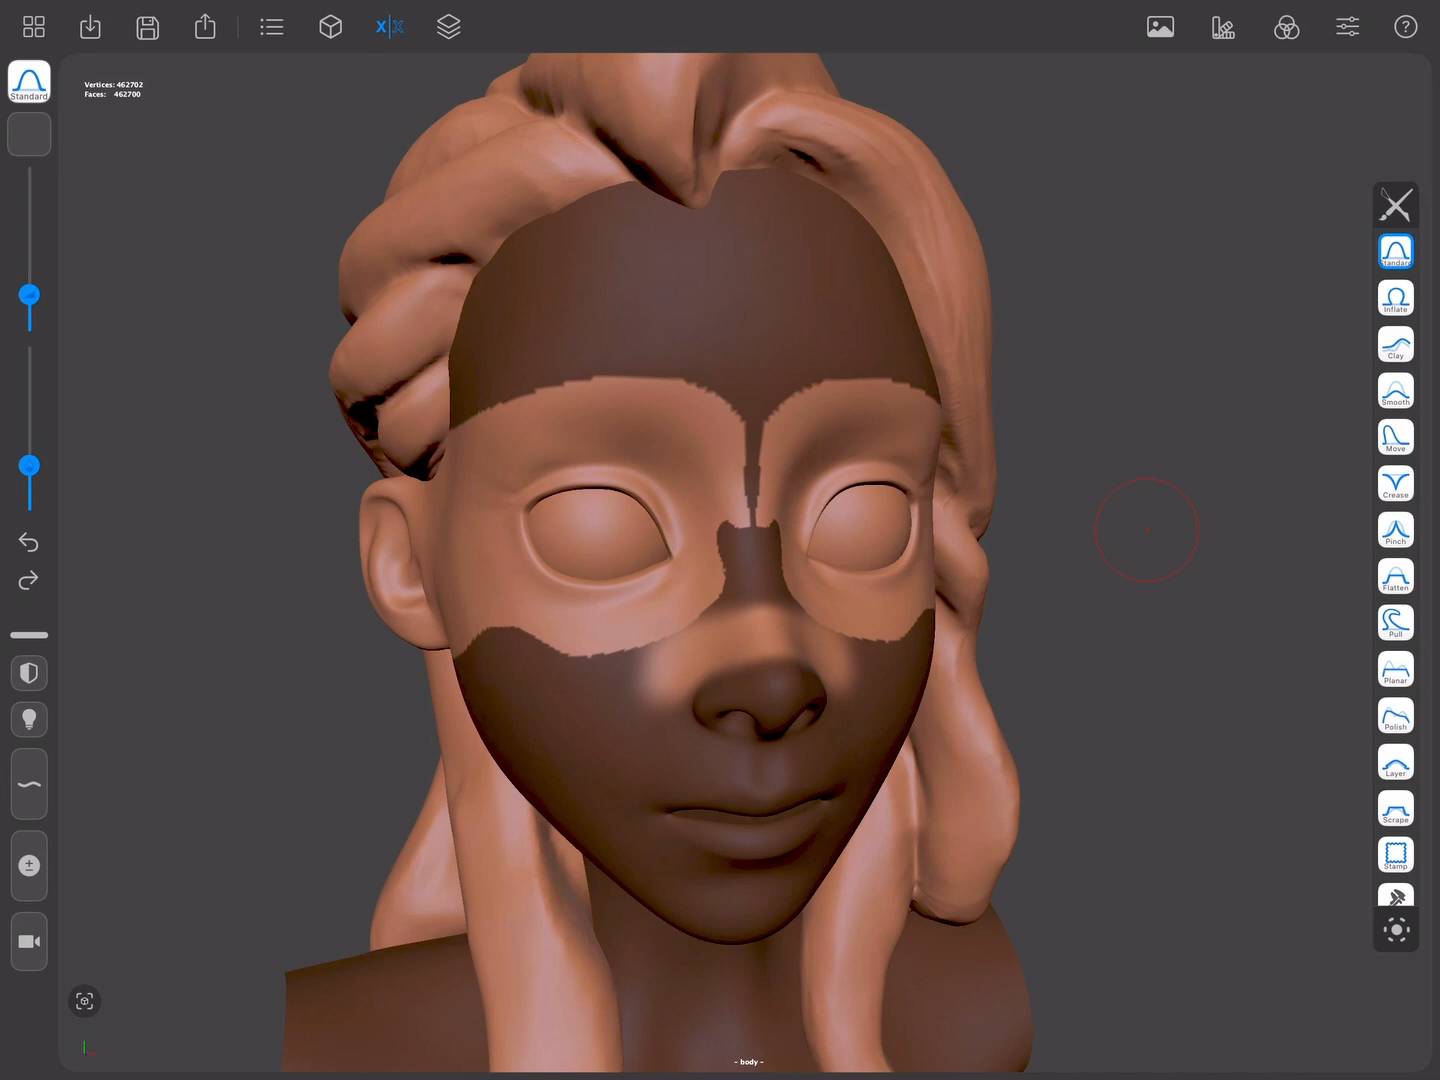 X|X
Standard
Vertices: 462702
Faces: 462700
Standard
Inflate
Clay
Smooth
Move
Crease
Pinch
Flatten
Pull
Planar
Polish
Layer
Scrape
Stamp
- body -